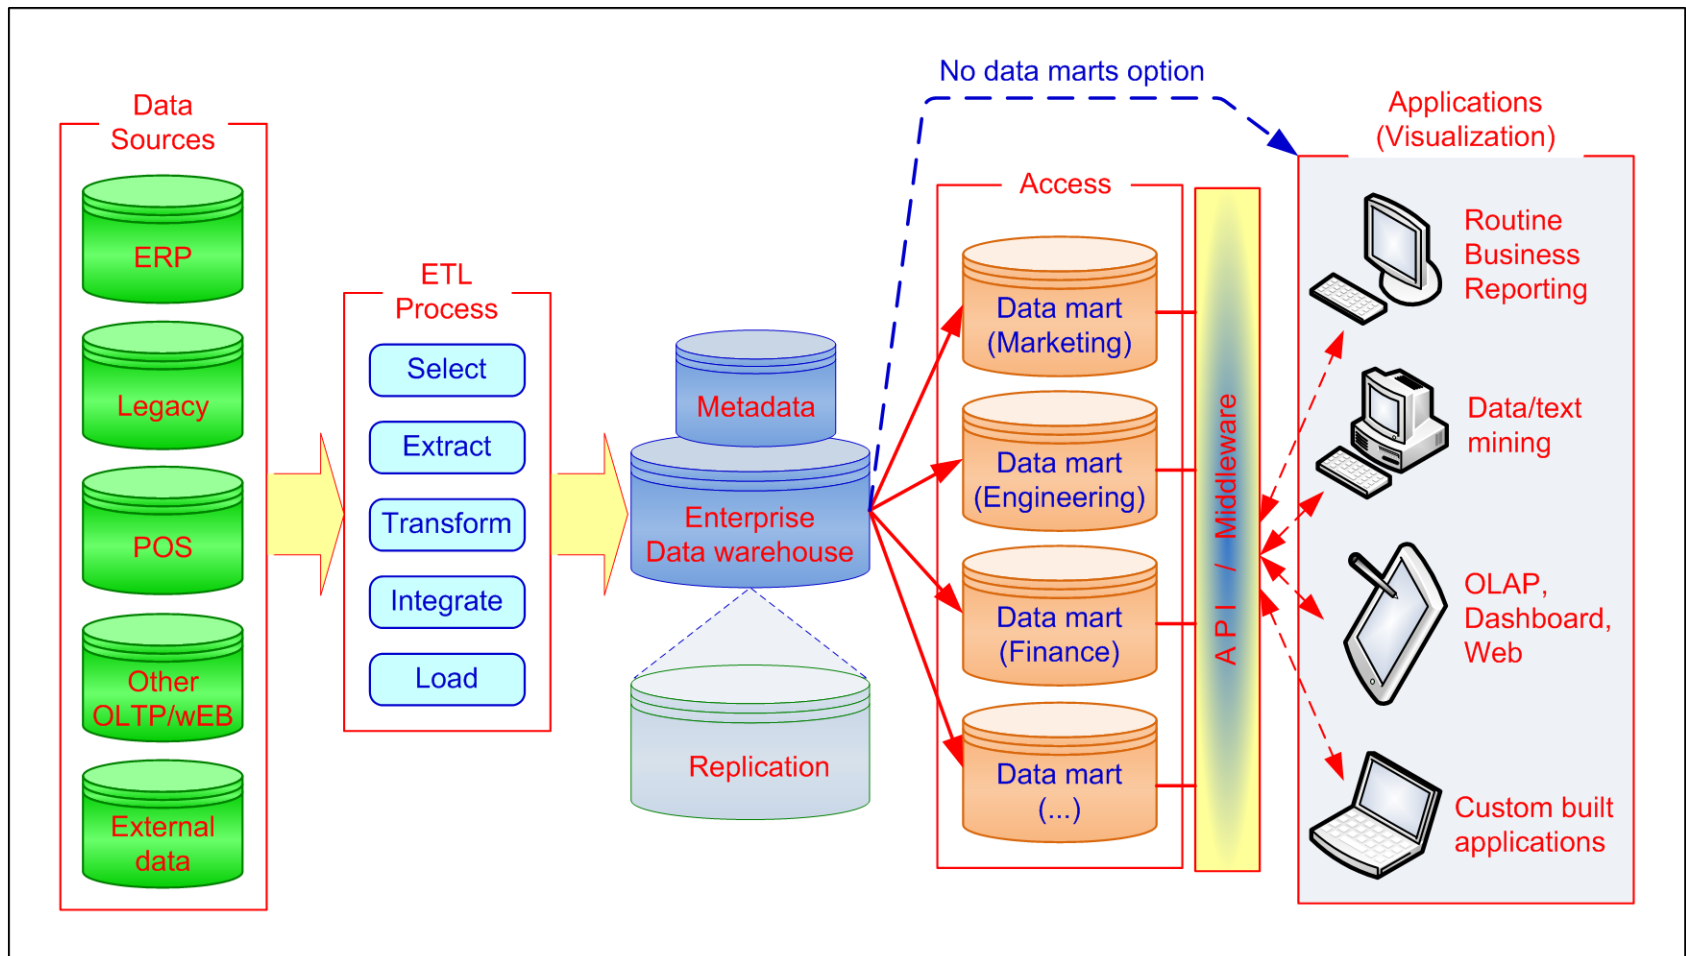 No data marts option
Data
Sources
ERP
Legacy
POS
Other
OLTP/wEB
External
data
ETL
Process
Select
Extract
Transform
Integrate
Load
Metadata
Enterprise
Data warehouse
Replication
Access
Data mart
(Marketing)
Data mart
(Engineering)
Data mart
(Finance)
Data mart
(...)
API / Middleware
Applications
(Visualization)
Routine
Business
Reporting
Data/text
mining
OLAP,
Dashboard,
Web
Custom built
applications